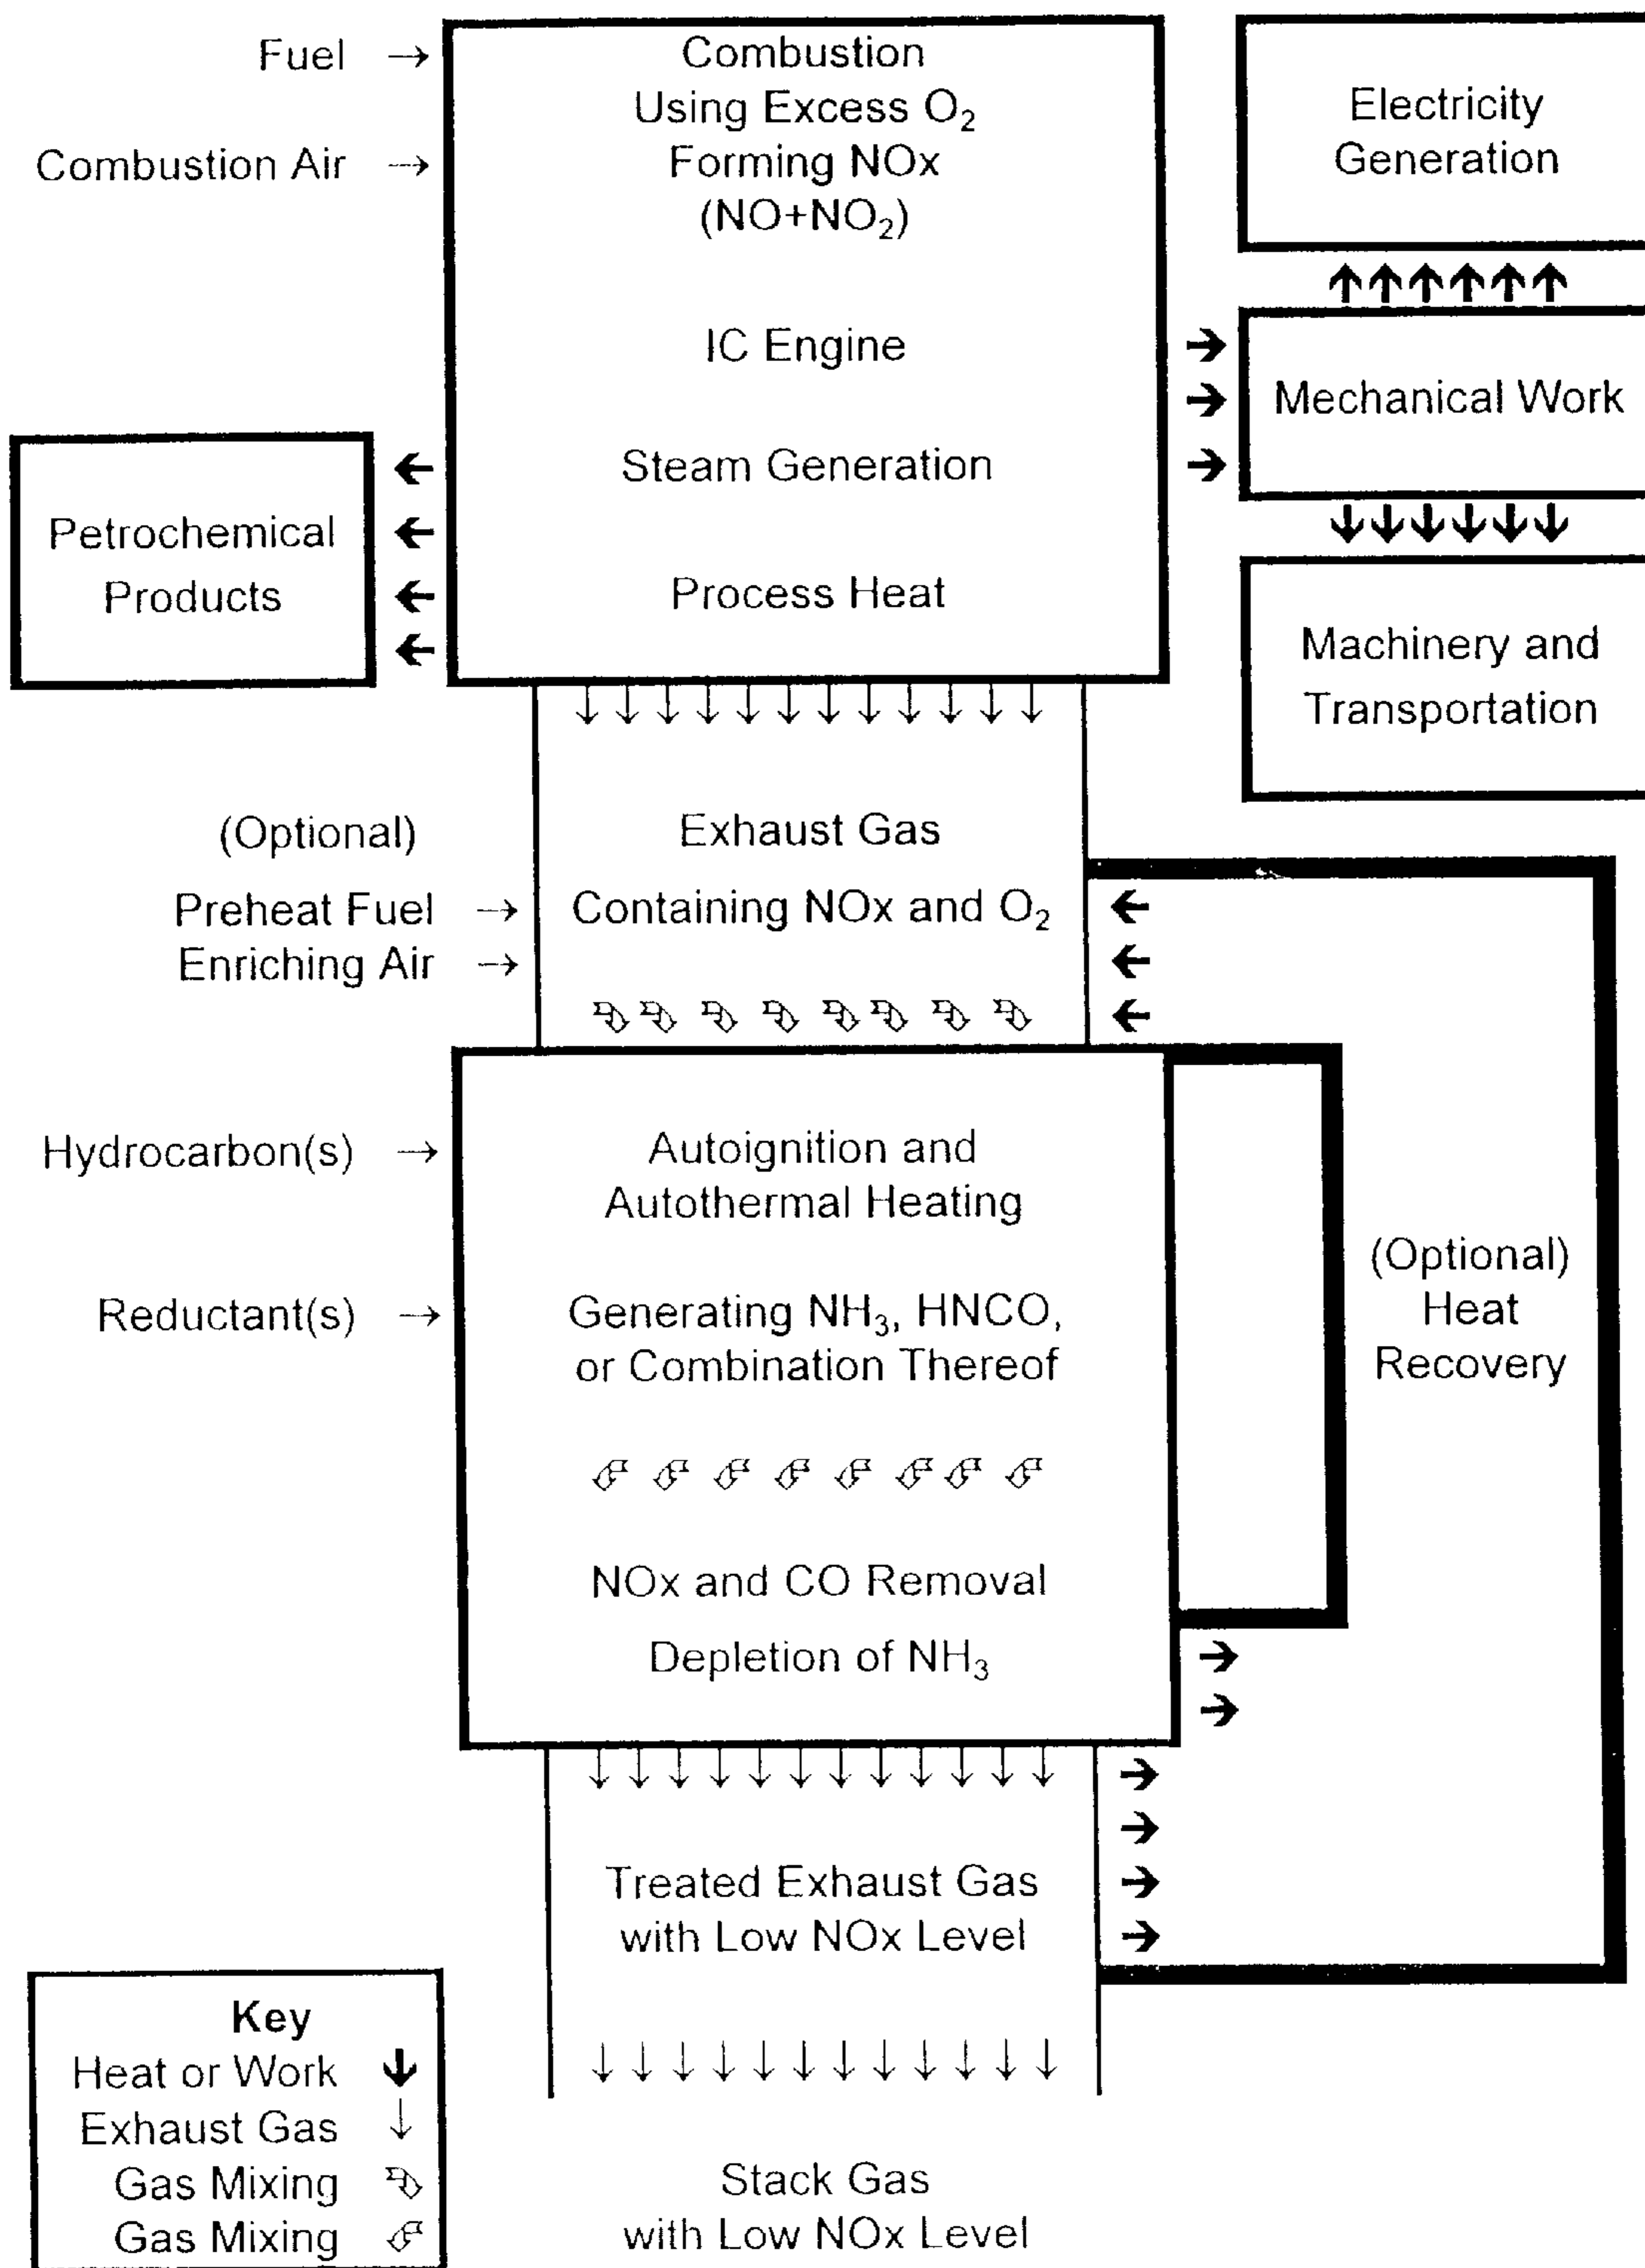 Fuel →
Combustion
Using Excess O₂
Combustion Air →
Forming NOx
(NO+NO₂)
IC Engine
Steam Generation
Process Heat
Electricity
Generation
Mechanical Work
Machinery and
Transportation
Petrochemical
Products
(Optional)
Preheat Fuel →
Enriching Air →
Exhaust Gas
Containing NOx and O₂
Hydrocarbon(s) →
Reductant(s) →
Autoignition and
Autothermal Heating
Generating NH₃, HNCO,
or Combination Thereof
NOx and CO Removal
Depletion of NH₃
(Optional)
Heat
Recovery
Treated Exhaust Gas
with Low NOx Level
Stack Gas
with Low NOx Level
Key
Heat or Work
Exhaust Gas
Gas Mixing
Gas Mixing